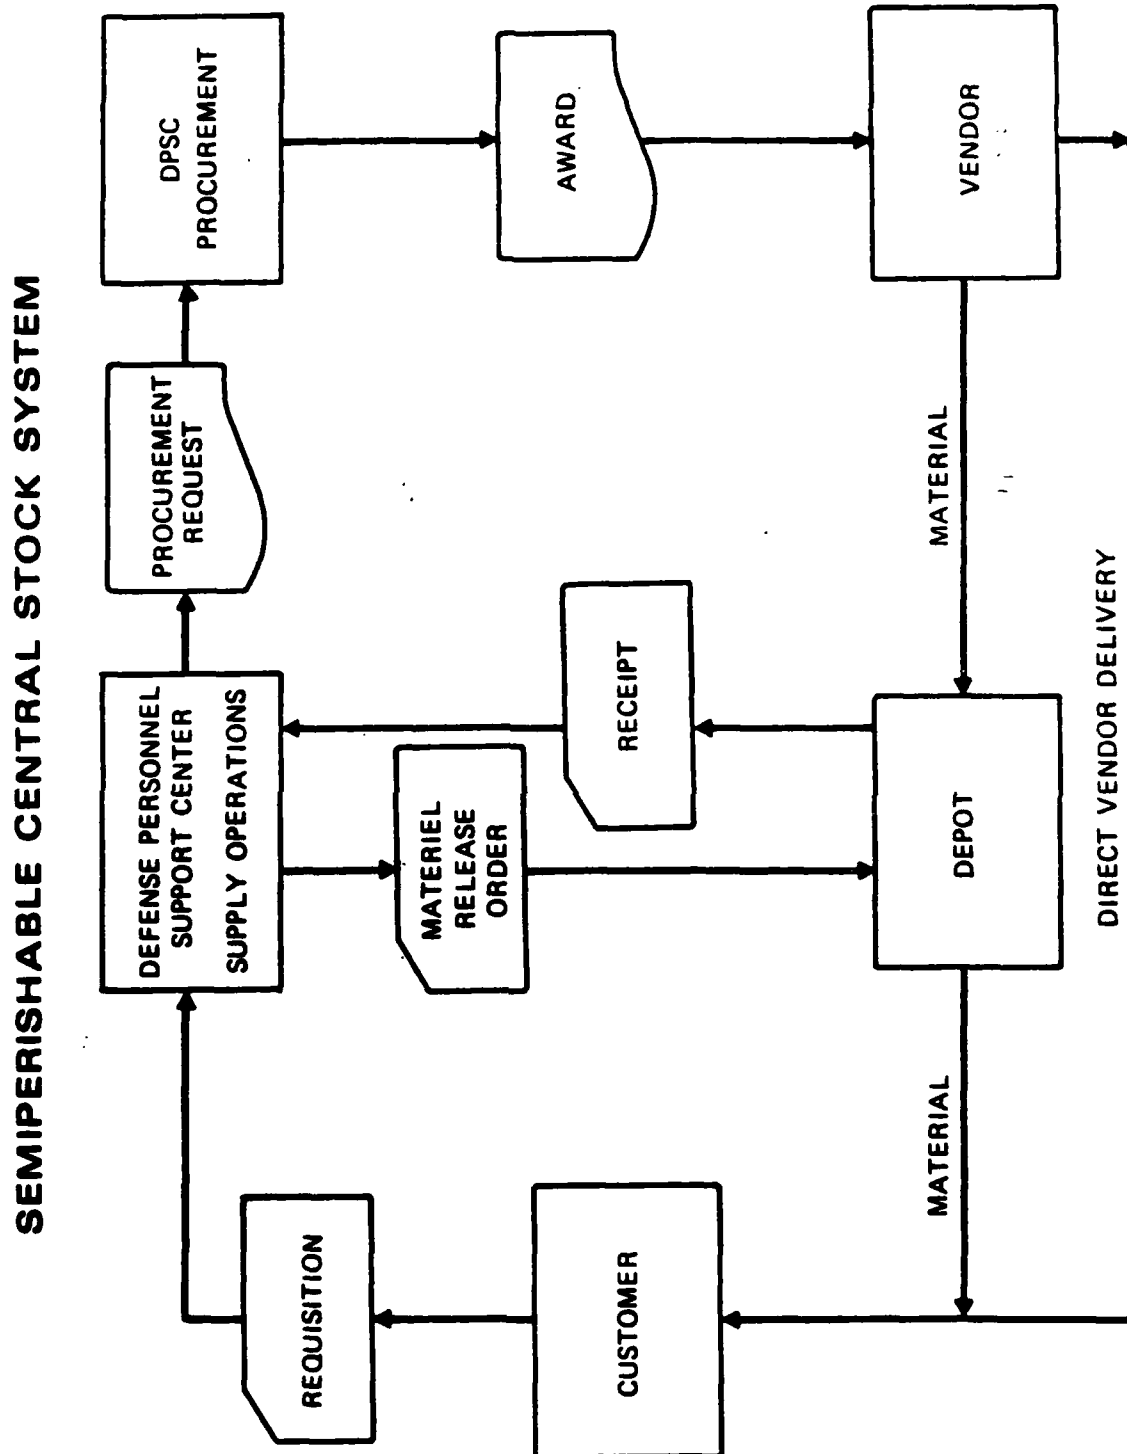 SEMIPERISHABLE CENTRAL STOCK SYSTEM
REQUISITION
DEFENSE PERSONNEL
SUPPORT CENTER
SUPPLY OPERATIONS
PROCUREMENT
REQUEST
DPSC
PROCUREMENT
MATERIEL
RELEASE
ORDER
RECEIPT
AWARD
CUSTOMER
MATERIAL
DEPOT
MATERIAL
VENDOR
DIRECT VENDOR DELIVERY